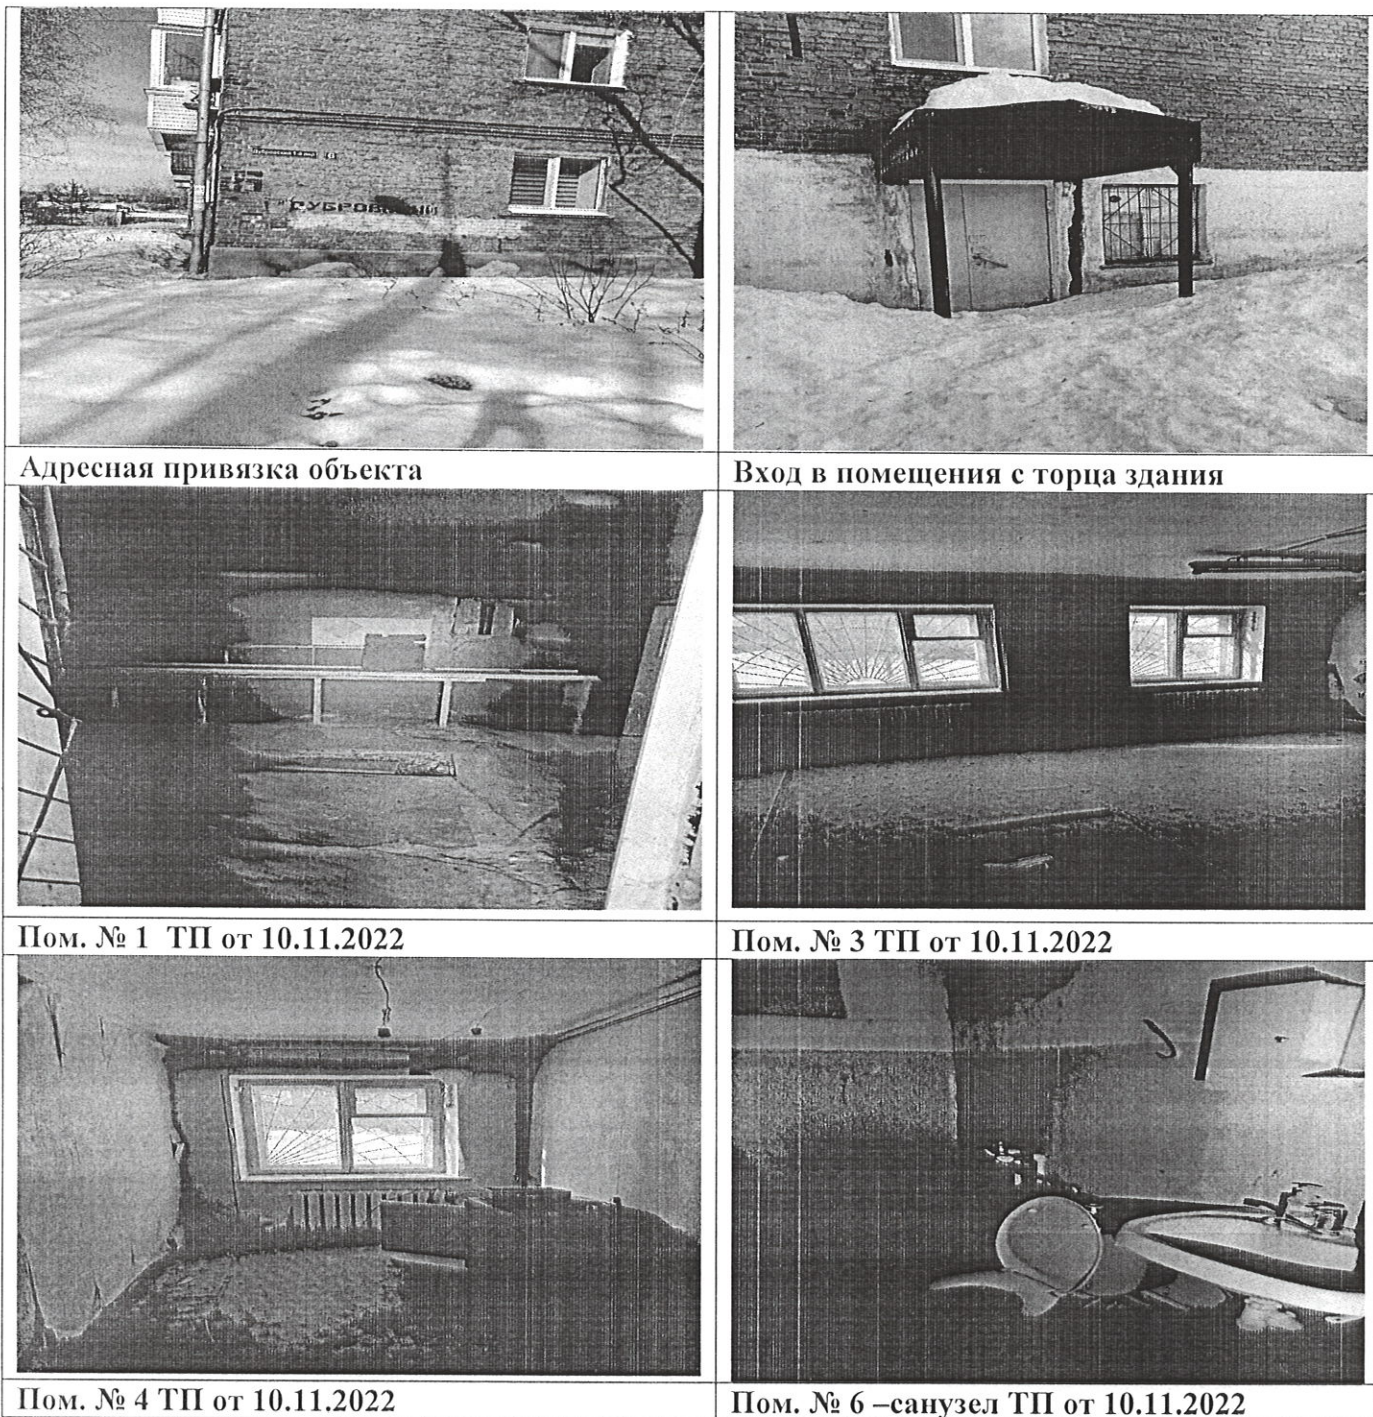 ДУБРОВСКИЙ
Адресная привязка объекта
Вход в помещения с торца здания
Пом. № 1 ТП от 10.11.2022
Пом. № 3 ТП от 10.11.2022
Пом. № 4 ТП от 10.11.2022
Пом. № 6 –санузел ТП от 10.11.2022